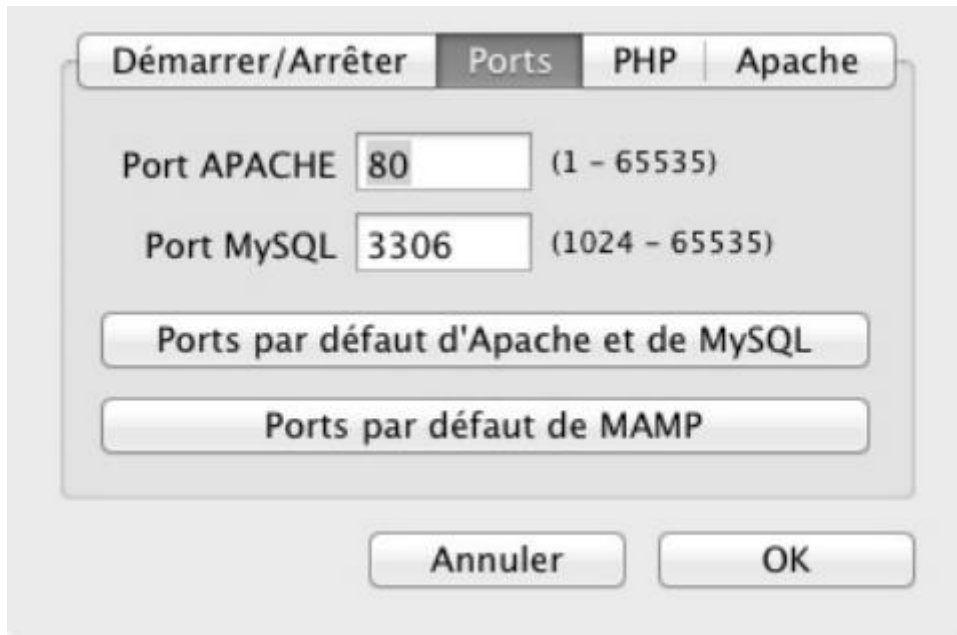 Démarrer/Arrêter Ports PHP Apache
Port APACHE 80 (1 – 65535)
Port MySQL 3306 (1024 – 65535)
Ports par défaut d'Apache et de MySQL
Ports par défaut de MAMP
Annuler OK